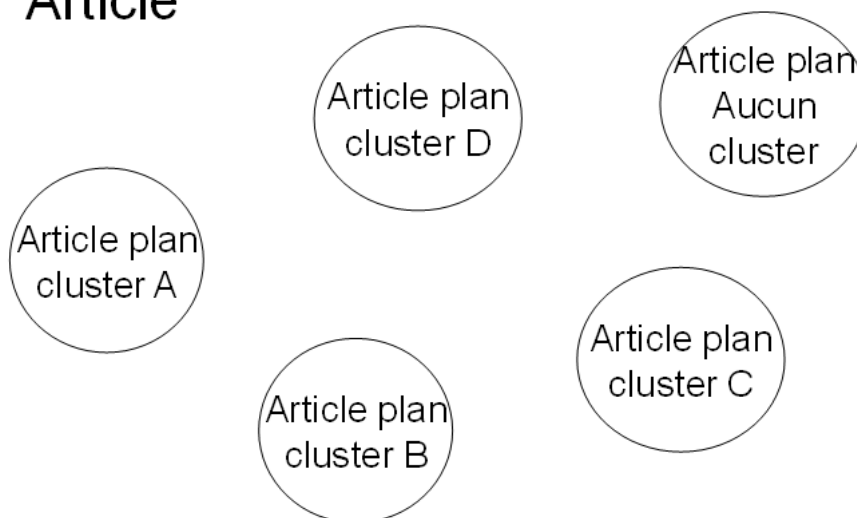 Article
Article plan
cluster D
Article plan
Aucun
cluster
Article plan
cluster A
Article plan
cluster C
Article plan
cluster B